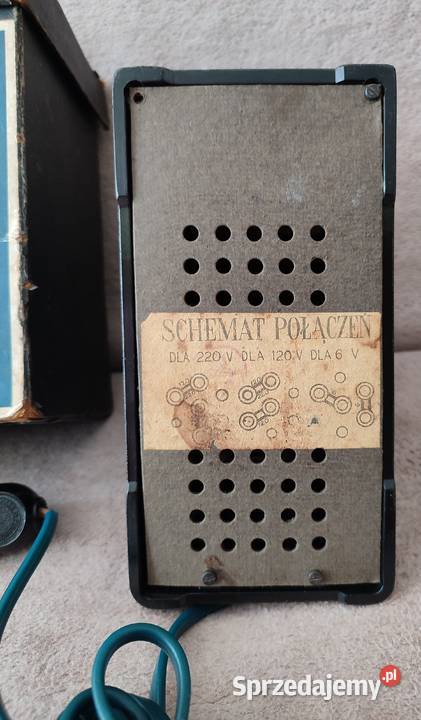 SCHEMAT POŁĄCZEŃ
DLA 220 V DLA 120 V DLA 6 V
Sprzedajemy.pl